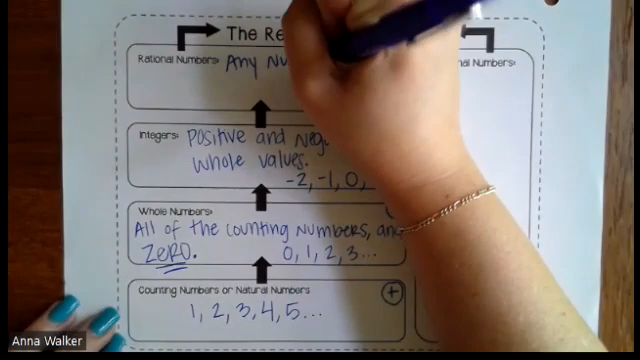 The Re
Rational Numbers: Any Nu
nal Numbers:
Integers: Positive and Neg
whole values.
-2, -1, 0,
Whole Numbers:
All of the counting numbers, and
ZERO. 0, 1, 2, 3...
Counting Numbers or Natural Numbers
+
1, 2, 3, 4, 5...
Anna Walker